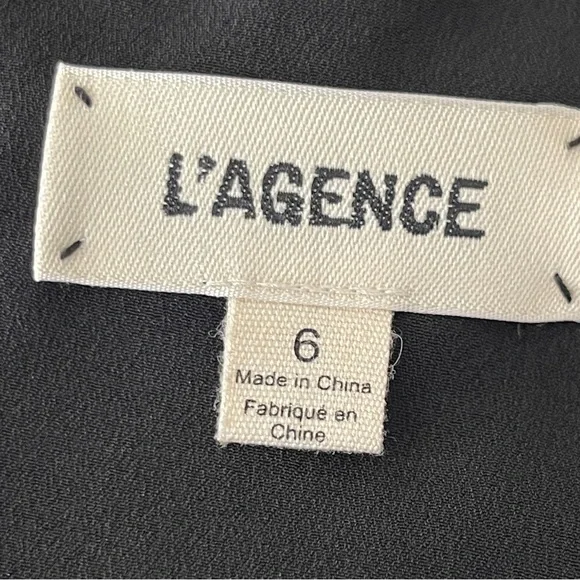 L'AGENCE
6
Made in China
Fabriqué en
Chine